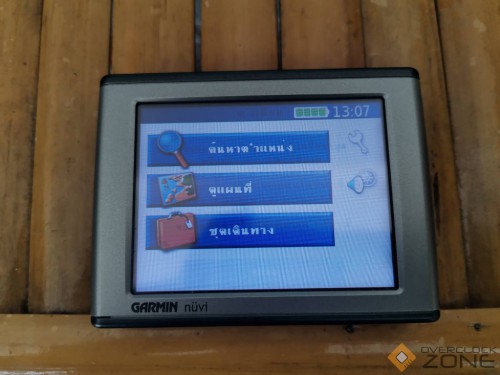 13:07
ค้นหาตำแหน่ง
ดูแผนที่
ชุดเดินทาง
GARMIN nüvi
OVERCLOCK
ZONE